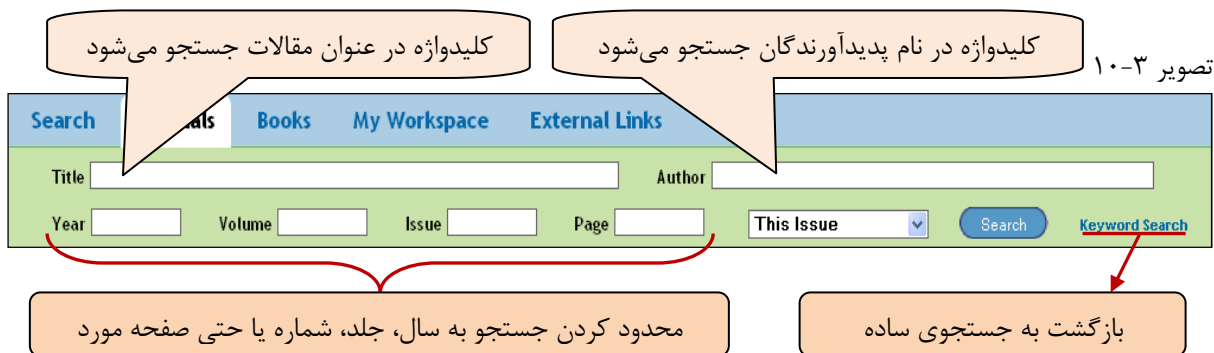 تصویر ۳-۱۰
کلیدواژه در عنوان مقالات جستجو می‌شود
کلیدواژه در نام پدیدآورندگان جستجو می‌شود
Search als Books My Workspace External Links
Title Author
Year Volume Issue Page This Issue Search Keyword Search
محدود کردن جستجو به سال، جلد، شماره یا حتی صفحه مورد
بازگشت به جستجوی ساده